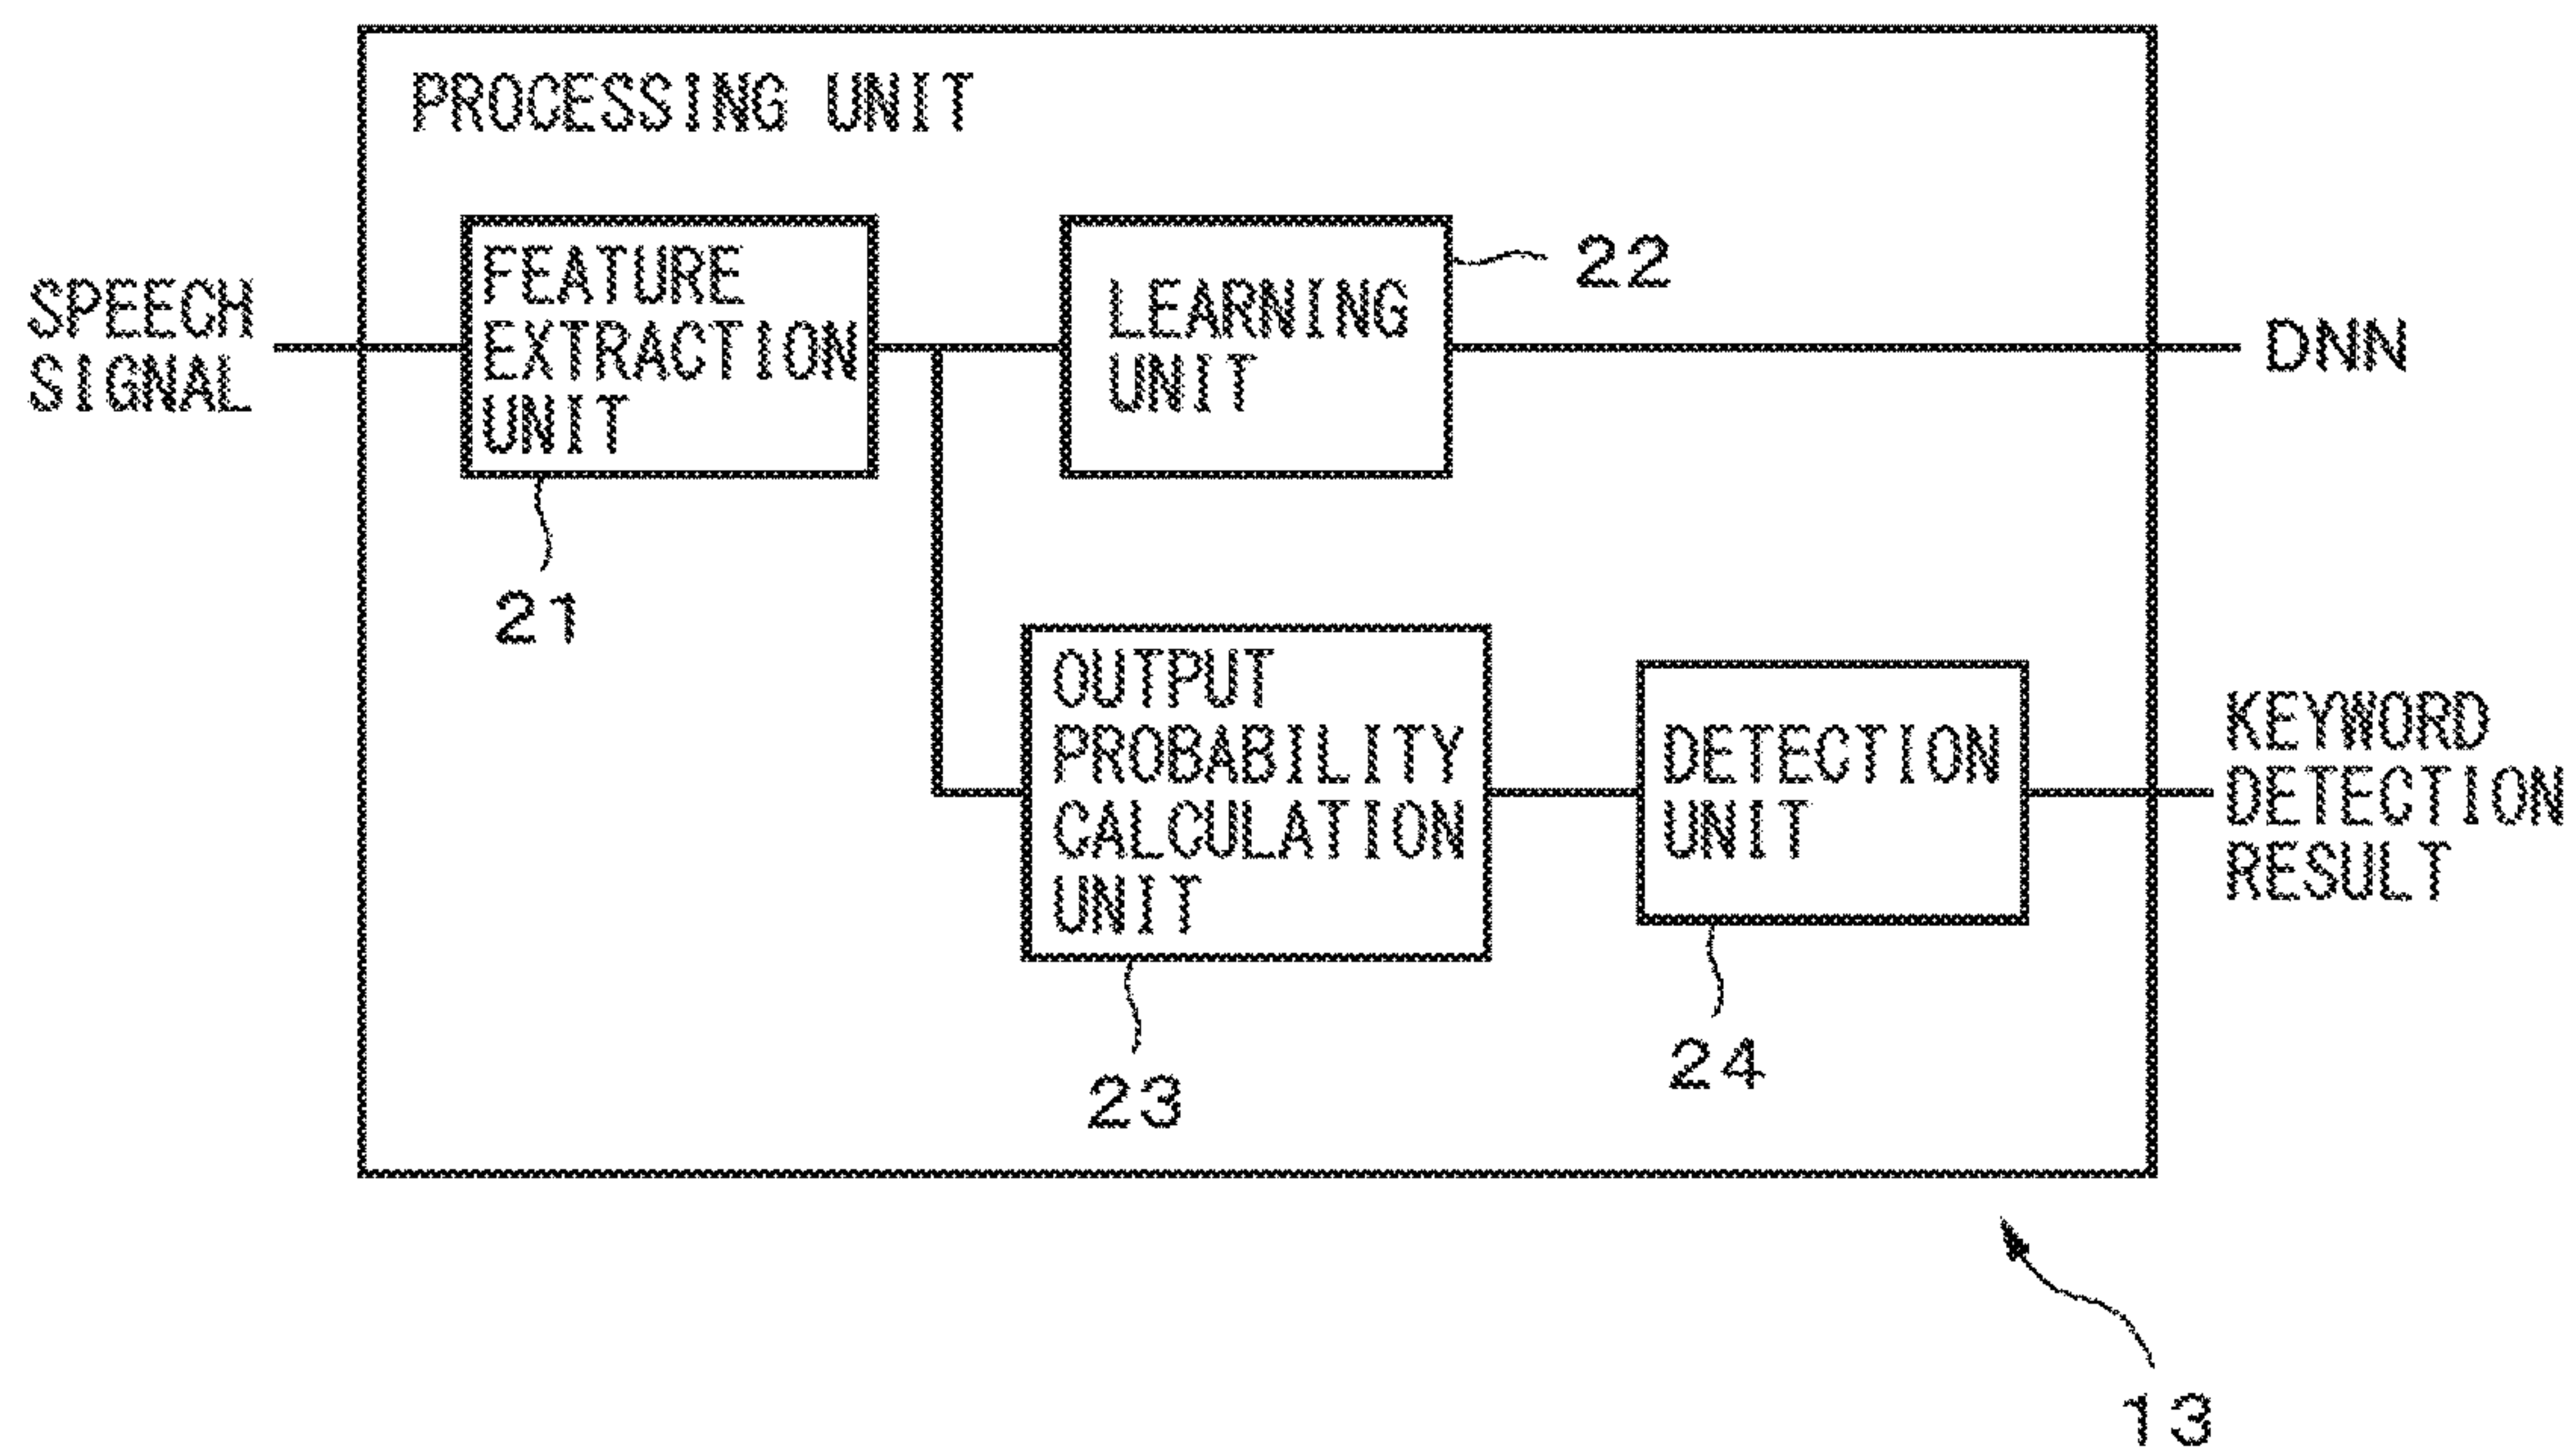 PROCESSING UNIT
SPEECH
SIGNAL
FEATURE
EXTRACTION
UNIT
21
LEARNING
UNIT
22
DNN
OUTPUT
PROBABILITY
CALCULATION
UNIT
23
DETECTION
UNIT
24
KEYWORD
DETECTION
RESULT
13